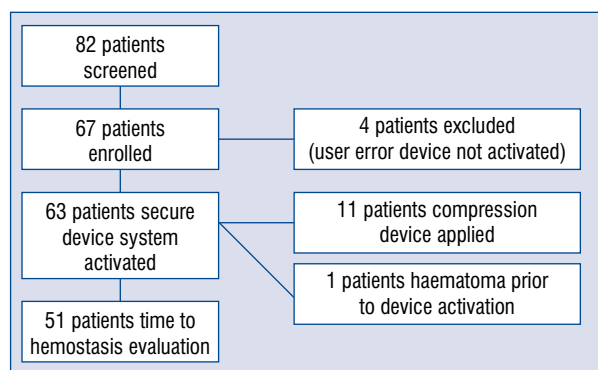 82 patients
screened
67 patients
enrolled
4 patients excluded
(user error device not activated)
63 patients secure
device system
activated
11 patients compression
device applied
1 patients haematoma prior
to device activation
51 patients time to
hemostasis evaluation